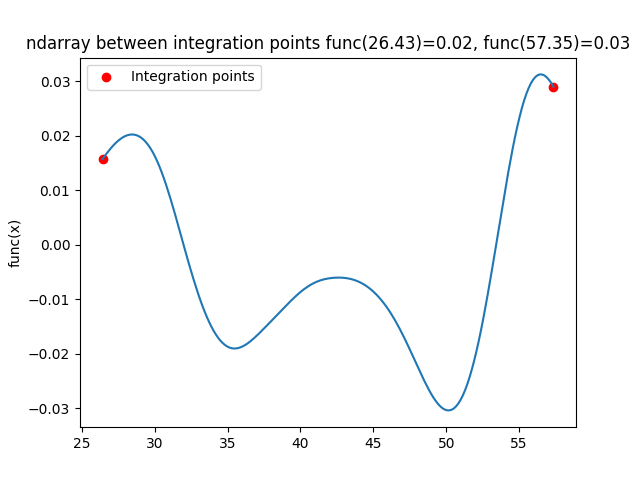 ndarray between integration points func(26.43)=0.02, func(57.35)=0.03
Integration points
func(x)
0.03
0.02
0.01
0.00
−0.01
−0.02
−0.03
25 30 35 40 45 50 55